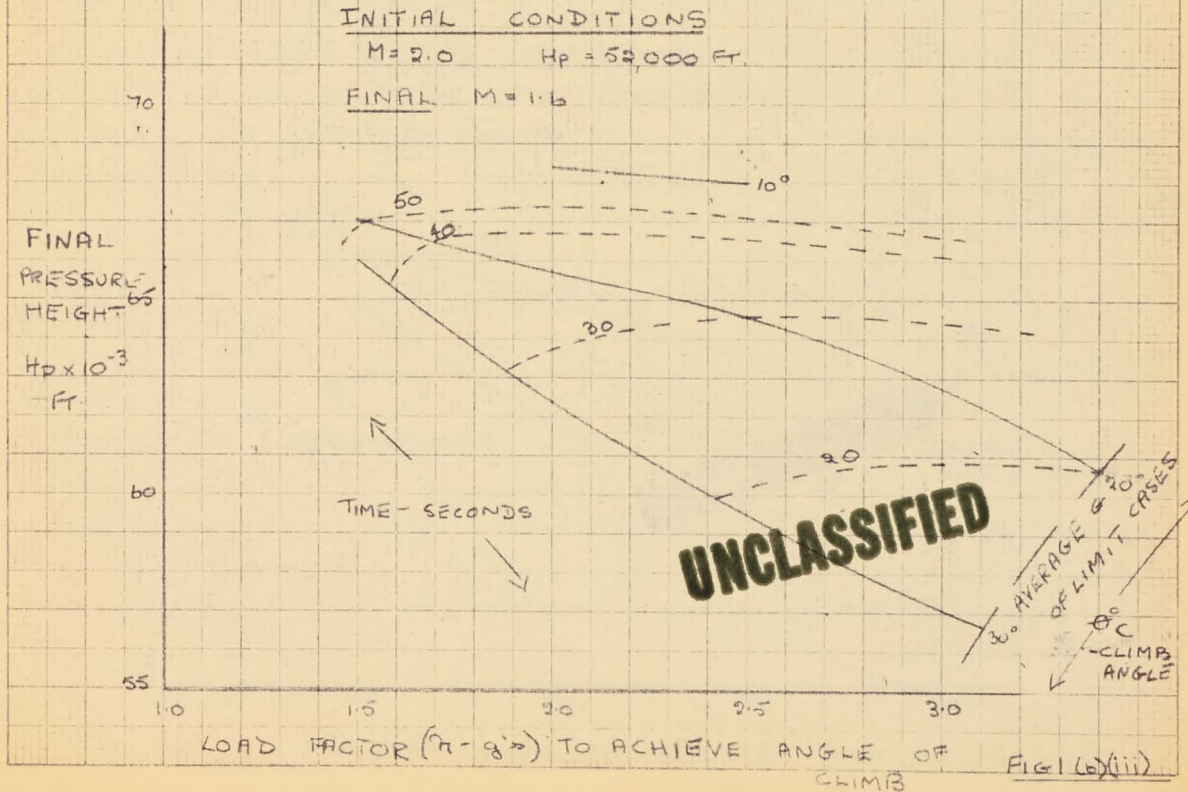 INITIAL CONDITIONS
M = 2.0 Hp = 52,000 FT.
FINAL M = 1.6
70
10°
50
40
FINAL
PRESSURE
HEIGHT
65
Hp x 10⁻³
FT.
30
20
60
TIME - SECONDS
UNCLASSIFIED
20°
AVERAGE G
OF LIMIT CASES
30°
θ°C
-CLIMB
ANGLE
55
1.0 1.5 2.0 2.5 3.0
LOAD FACTOR (n - g's) TO ACHIEVE ANGLE OF
CLIMB
FIG 1 (b)(iii)